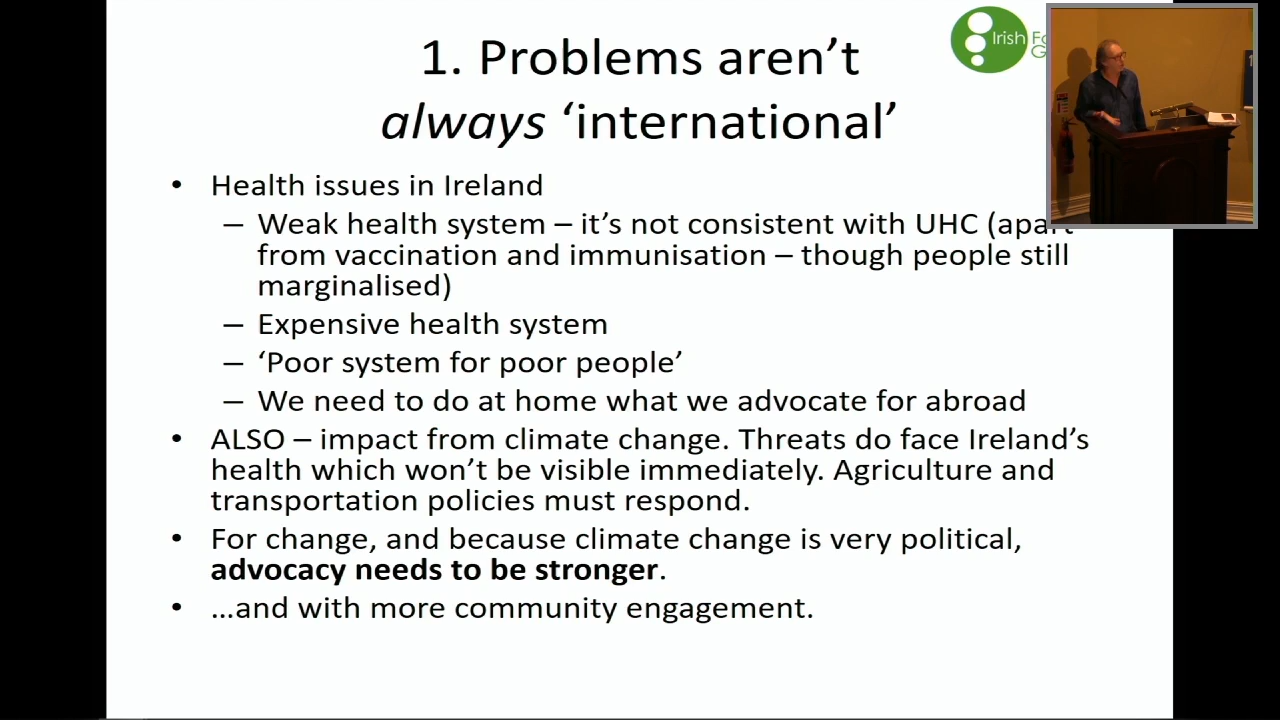 1. Problems aren’t
always ‘international’
Irish
• Health issues in Ireland
– Weak health system – it’s not consistent with UHC (apart
from vaccination and immunisation – though people still
marginalised)
– Expensive health system
– ‘Poor system for poor people’
– We need to do at home what we advocate for abroad
• ALSO – impact from climate change. Threats do face Ireland’s
health which won’t be visible immediately. Agriculture and
transportation policies must respond.
• For change, and because climate change is very political,
advocacy needs to be stronger.
• …and with more community engagement.